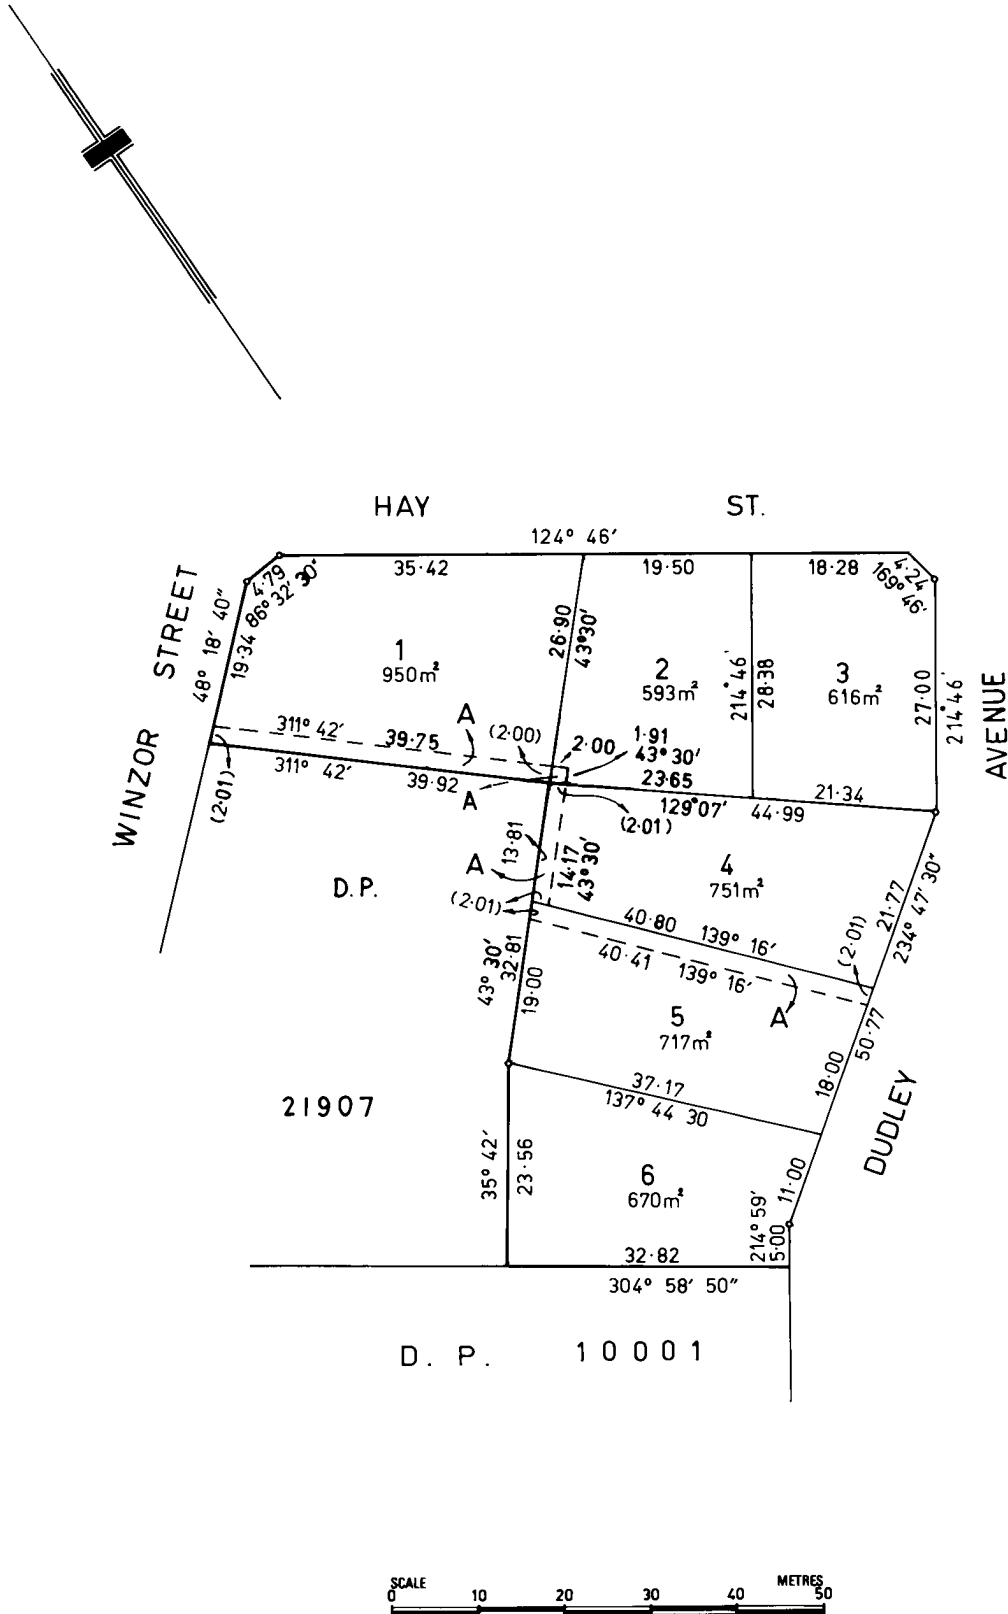 HAY ST.
124° 46′
35·42
19·50
18·28
4·79
86° 32′ 30″
4·24
169° 46′
STREET
48° 18′ 40″
19·34
1
950m²
26·90
43°30′
2
593m²
214° 46′
28·38
3
616m²
27·00
214° 46′
AVENUE
WINZOR
311° 42′
39·75
A
(2·00)
2·00
1·91
43° 30′
23·65
311° 42′
39·92
A
(2·01)
129°07′
(2·01)
44·99
21·34
13·81
14·17
43° 30′
A
4
751m²
D.P.
(2·01)
40·80 139° 16′
40·41 139° 16′
(2·01)
21·77
234° 47′ 30″
43° 30′
32·81
19·00
5
717m²
A
50·77
18·00
37·17
137° 44 30
21907
DUDLEY
35° 42′
23·56
6
670m²
11·00
214° 59′
5·00
32·82
304° 58′ 50″
D. P. 10001
SCALE METRES
0 10 20 30 40 50